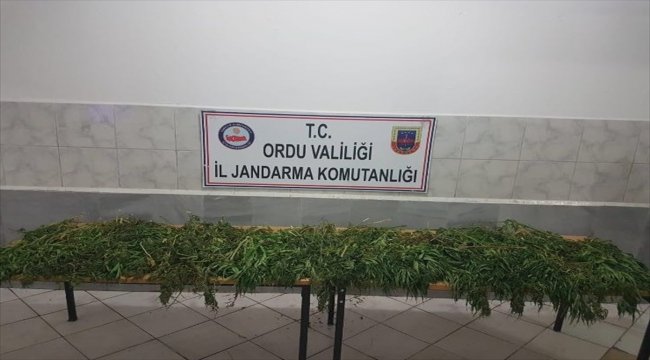 T.C.
ORDU VALİLİĞİ
İL JANDARMA KOMUTANLIĞI